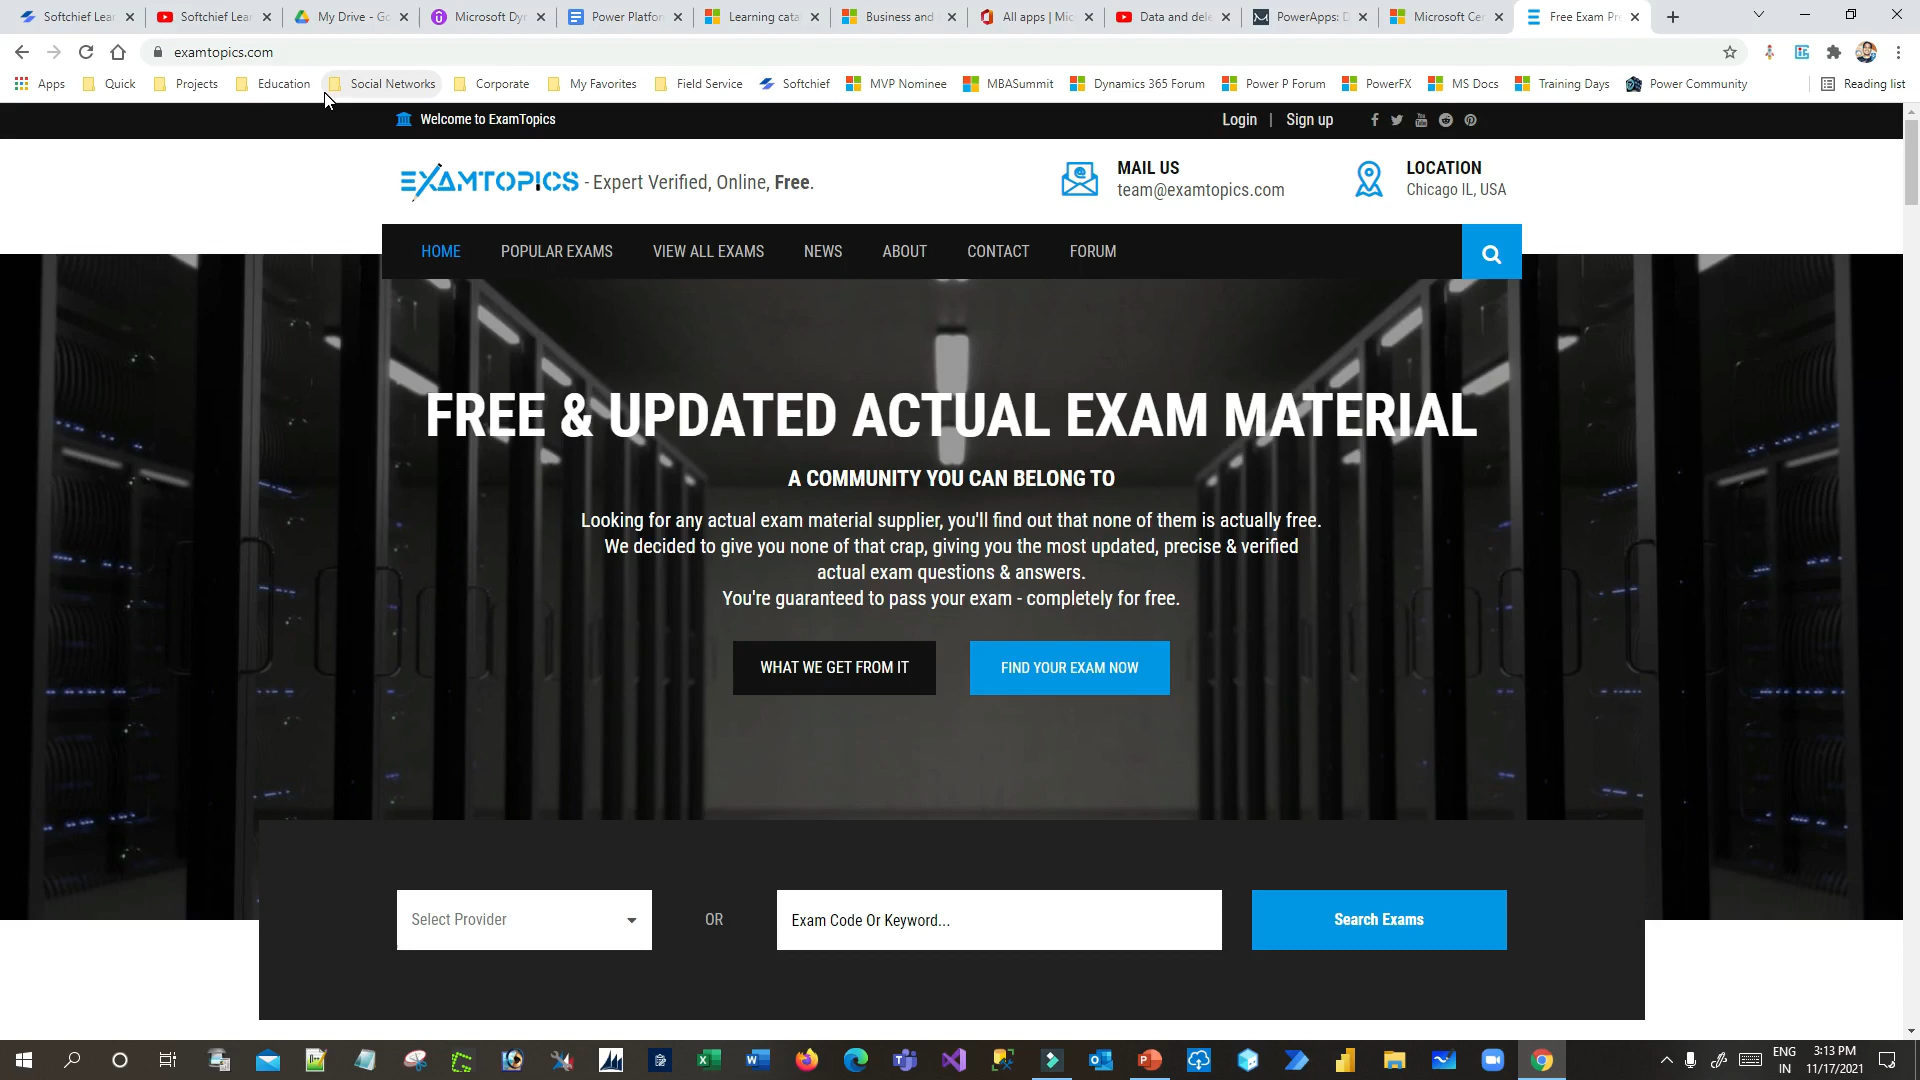 Softchief Lea
Softchief Lear
My Drive - Go
Microsoft Dyn
Power Platfor
Learning cata
Business and
All apps | Mic
Data and dele
PowerApps: D
Microsoft Cer
Free Exam Pre
examtopics.com
Apps
Quick
Projects
Education
Social Networks
Corporate
My Favorites
Field Service
Softchief
MVP Nominee
MBASummit
Dynamics 365 Forum
Power P Forum
PowerFX
MS Docs
Training Days
Power Community
Reading list
Welcome to ExamTopics
Login | Sign up
EXAMTOPICS - Expert Verified, Online, Free.
MAIL US
team@examtopics.com
LOCATION
Chicago IL, USA
HOME
POPULAR EXAMS
VIEW ALL EXAMS
NEWS
ABOUT
CONTACT
FORUM
FREE & UPDATED ACTUAL EXAM MATERIAL
A COMMUNITY YOU CAN BELONG TO
Looking for any actual exam material supplier, you'll find out that none of them is actually free.
We decided to give you none of that crap, giving you the most updated, precise & verified
actual exam questions & answers.
You're guaranteed to pass your exam - completely for free.
WHAT WE GET FROM IT
FIND YOUR EXAM NOW
Select Provider
OR
Exam Code Or Keyword...
Search Exams
ENG
IN
3:13 PM
11/17/2021